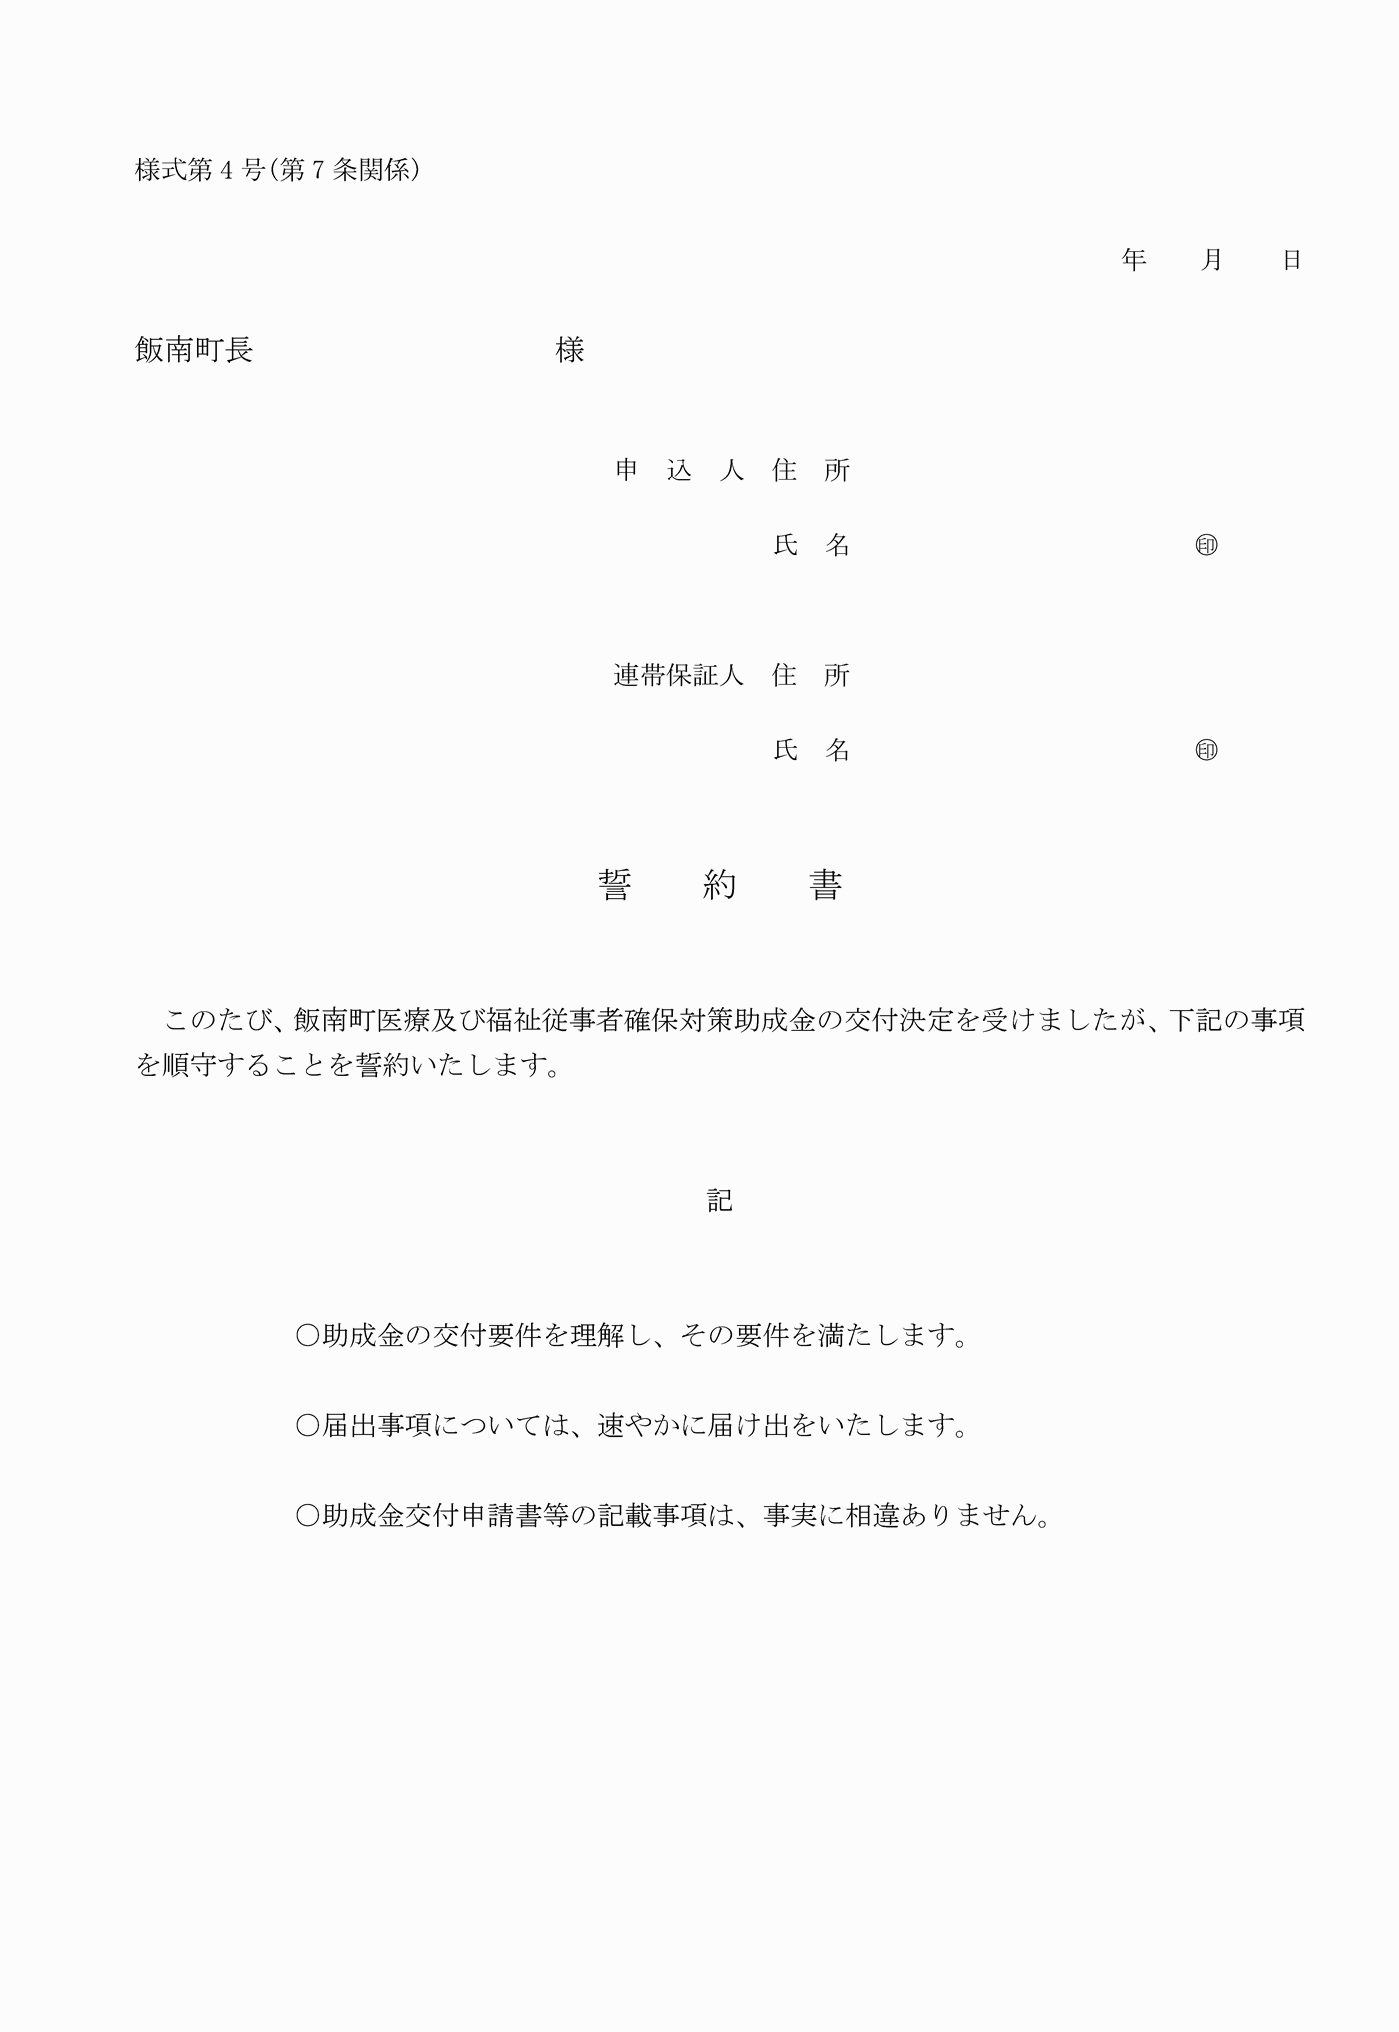 様式第4号(第7条関係)
年　　月　　日
飯南町長　　　　　　　　　　様
申　込　人　住　所
氏　名　　　　　　　　　　　　　㊞
連帯保証人　住　所
氏　名　　　　　　　　　　　　　㊞
誓　　約　　書
　このたび、飯南町医療及び福祉従事者確保対策助成金の交付決定を受けましたが、下記の事項
を順守することを誓約いたします。
記
〇助成金の交付要件を理解し、その要件を満たします。
〇届出事項については、速やかに届け出をいたします。
〇助成金交付申請書等の記載事項は、事実に相違ありません。